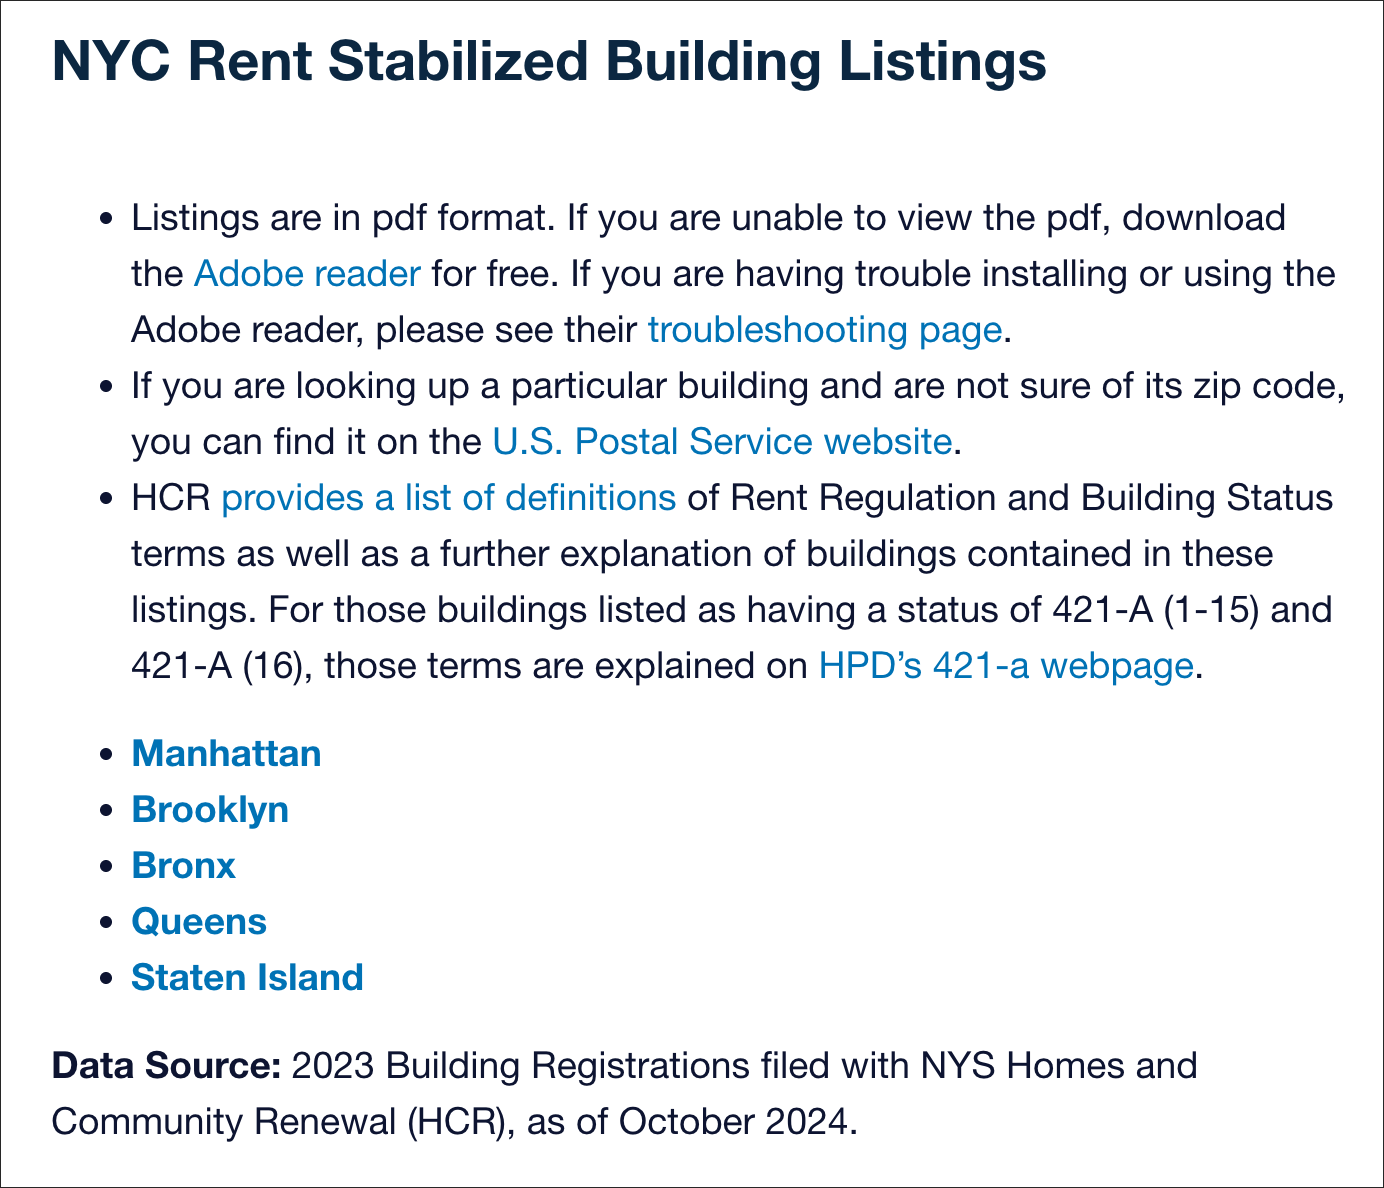 NYC Rent Stabilized Building Listings
• Listings are in pdf format. If you are unable to view the pdf, download
the Adobe reader for free. If you are having trouble installing or using the
Adobe reader, please see their troubleshooting page.
• If you are looking up a particular building and are not sure of its zip code,
you can find it on the U.S. Postal Service website.
• HCR provides a list of definitions of Rent Regulation and Building Status
terms as well as a further explanation of buildings contained in these
listings. For those buildings listed as having a status of 421-A (1-15) and
421-A (16), those terms are explained on HPD’s 421-a webpage.
• Manhattan
• Brooklyn
• Bronx
• Queens
• Staten Island
Data Source: 2023 Building Registrations filed with NYS Homes and
Community Renewal (HCR), as of October 2024.